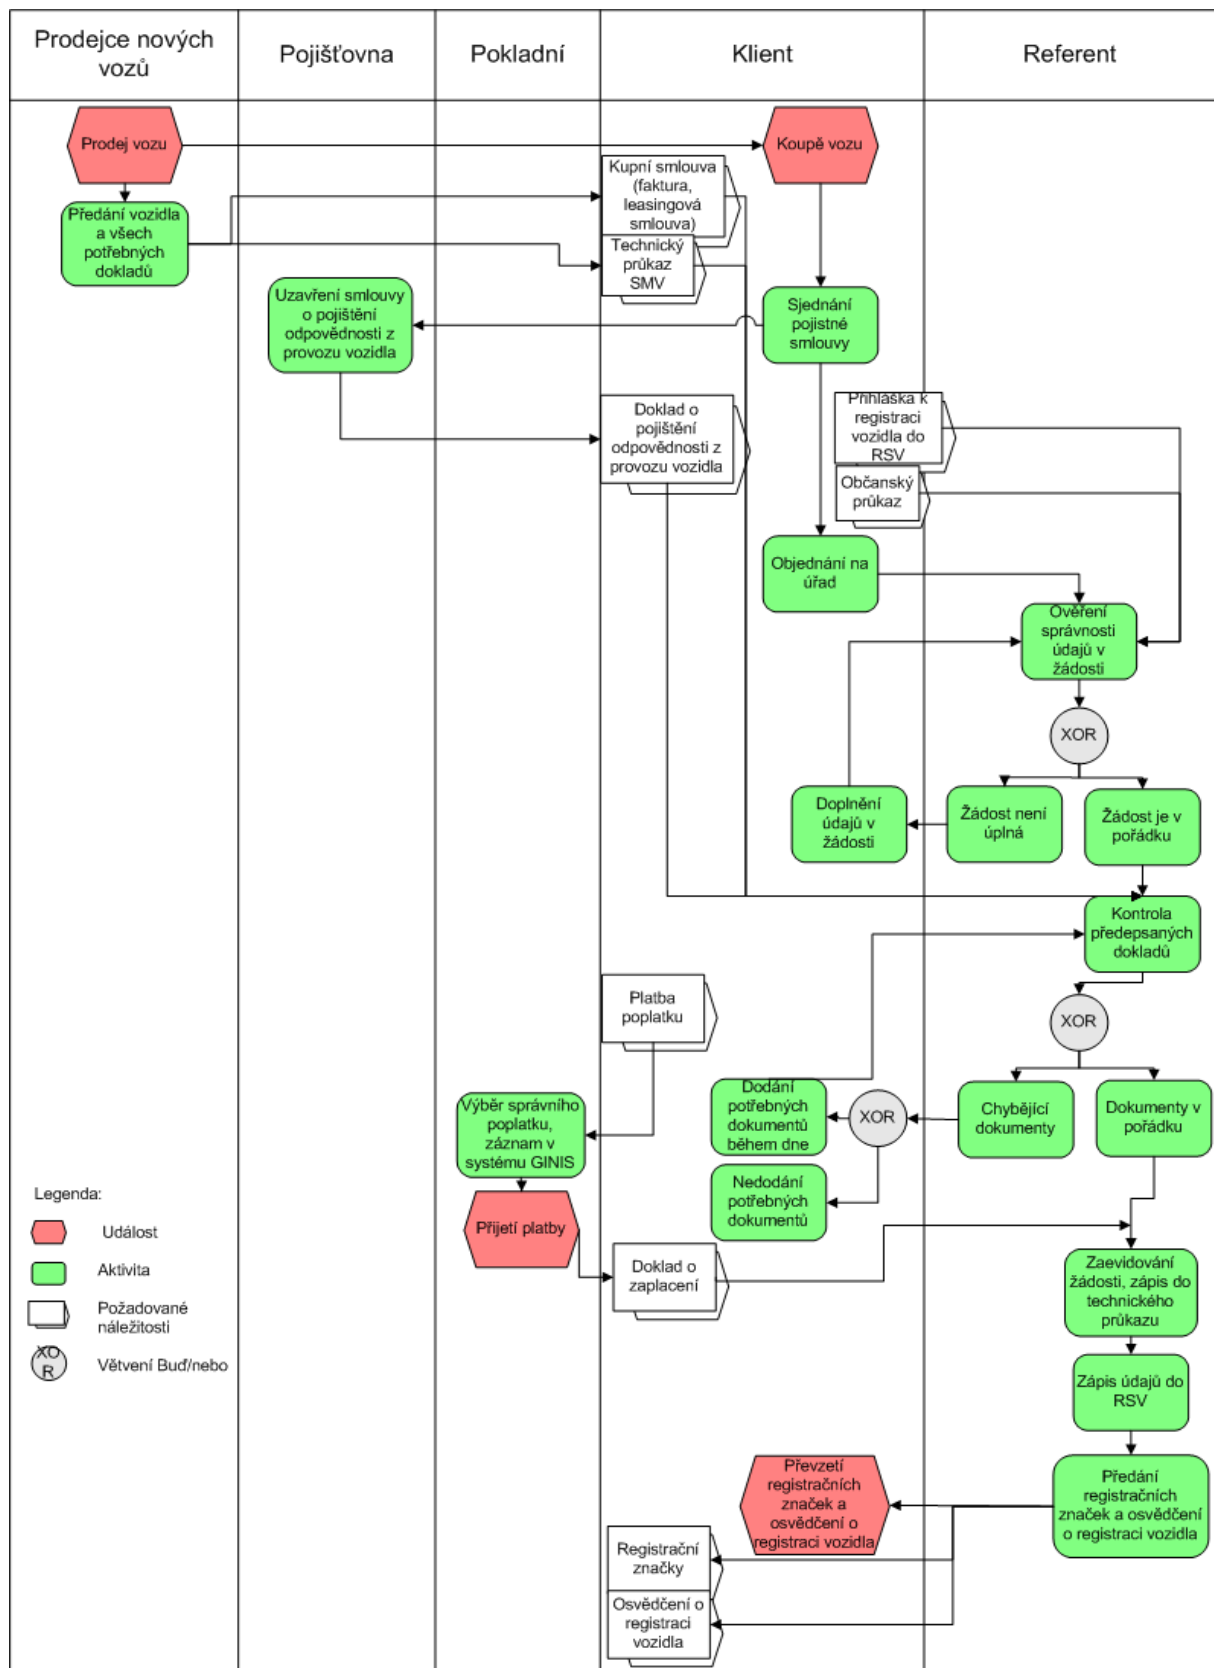 Prodejce nových
vozů
Pojišťovna
Pokladní
Klient
Referent
Prodej vozu
Koupě vozu
Kupní smlouva
(faktura,
leasingová
smlouva)
Předání vozidla
a všech
potřebných
dokladů
Technický
průkaz
SMV
Uzavření smlouvy
o pojištění
odpovědnosti z
provozu vozidla
Sjednání
pojistné
smlouvy
Doklad o
pojištění
odpovědnosti z
provozu vozidla
Přihláška k
registraci
vozidla do
RSV
Občanský
průkaz
Objednání na
úřad
Ověření
správnosti
údajů v
žádosti
XOR
Doplnění
údajů v
žádosti
Žádost není
úplná
Žádost je v
pořádku
Kontrola
předepsaných
dokladů
Platba
poplatku
XOR
Výběr správního
poplatku,
záznam v
systému GINIS
Dodání
potřebných
dokumentů
během dne
XOR
Chybějící
dokumenty
Dokumenty v
pořádku
Nedodání
potřebných
dokumentů
Přijetí platby
Doklad o
zaplacení
Zaevidování
žádosti, zápis do
technického
průkazu
Zápis údajů do
RSV
Převzetí
registračních
značek a
osvědčení o
registraci vozidla
Předání
registračních
značek a osvědčení
o registraci vozidla
Registrační
značky
Osvědčení o
registraci
vozidla
Legenda:
Událost
Aktivita
Požadované
náležitosti
XO
R
Větvení Buď/nebo